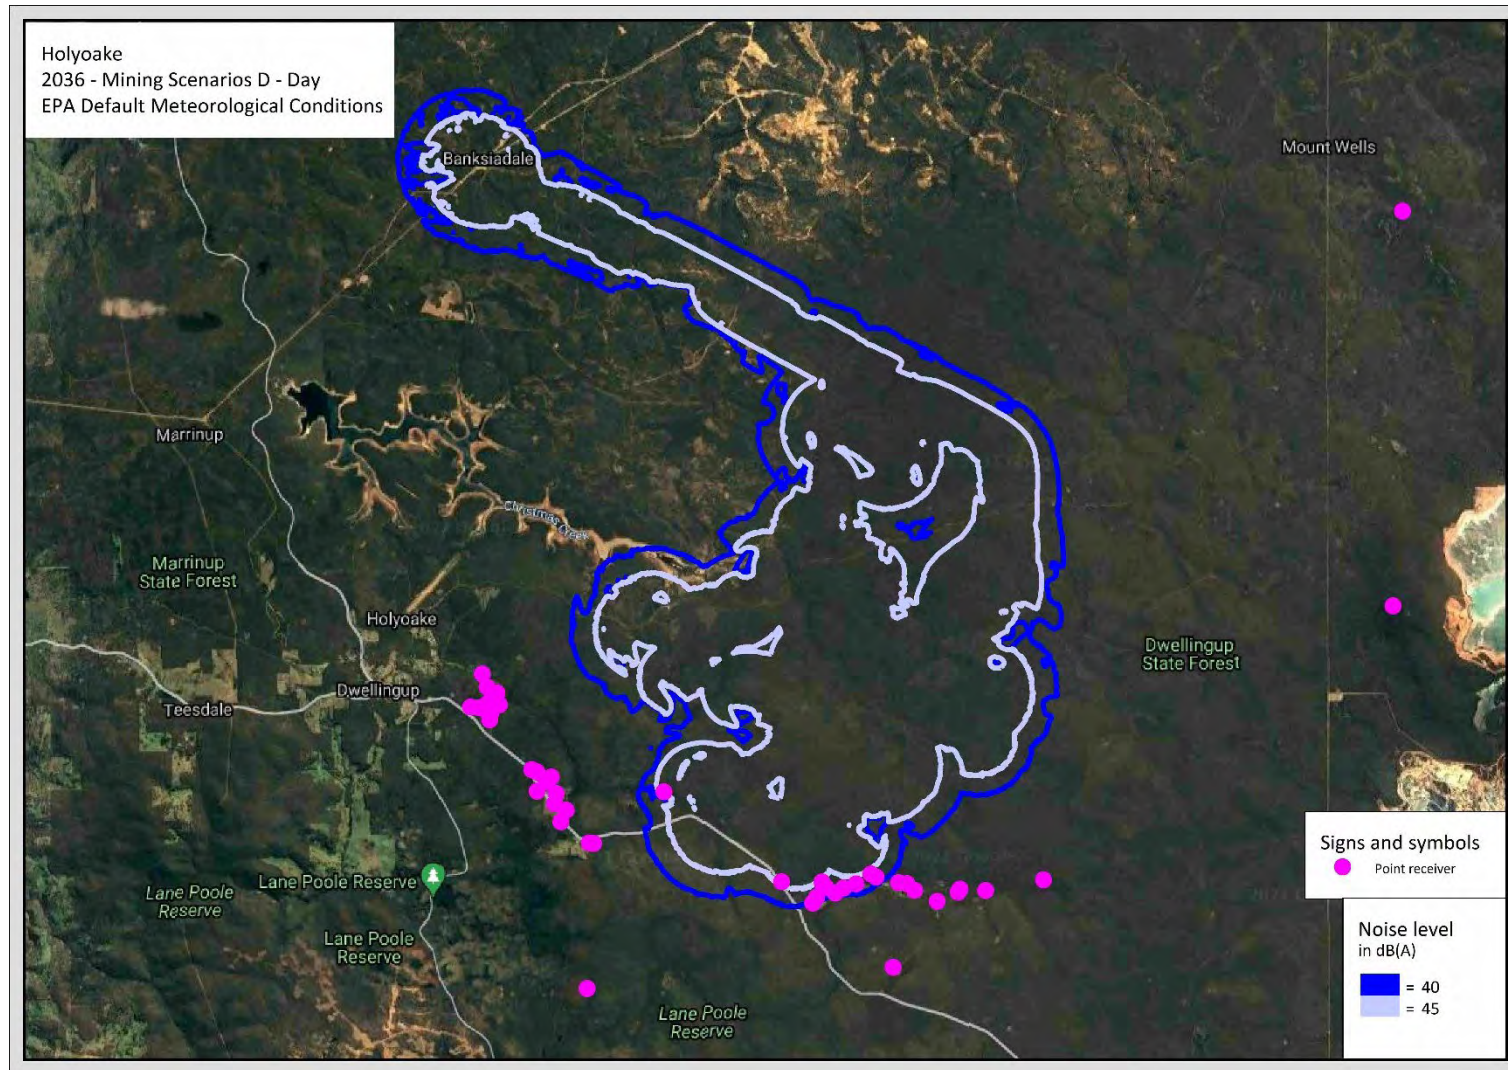 Holyoake
2036 - Mining Scenarios D - Day
EPA Default Meteorological Conditions
Banksiadale
Mount Wells
Marrinup
Christmas Creek
Marrinup
State Forest
Holyoake
Dwellingup
State Forest
Dwellingup
Teesdale
Lane Poole Reserve
Lane Poole
Reserve
Lane Poole
Reserve
Lane Poole
Reserve
Signs and symbols
Point receiver
Noise level
in dB(A)
= 40
= 45